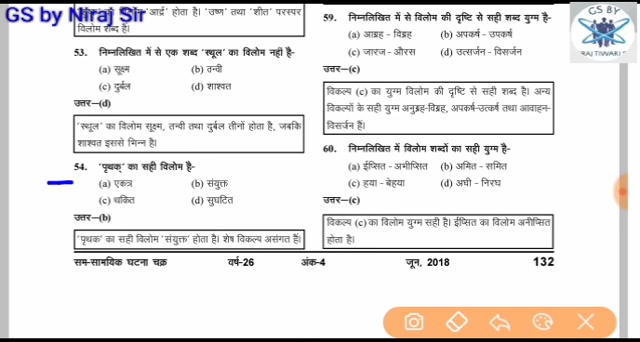 GS by Niraj Sir
'आर्द्र' होता है। 'उष्ण' तथा 'शीत' परस्पर
विलोम शब्द हैं।
53. निम्नलिखित में से एक शब्द 'स्थूल' का विलोम नहीं है-
(a) सूक्ष्म (b) तन्वी
(c) दुर्बल (d) शाश्वत
उत्तर—(d)
'स्थूल' का विलोम सूक्ष्म, तन्वी तथा दुर्बल तीनों होता है, जबकि
शाश्वत इससे भिन्न है।
54. 'पृथक्' का सही विलोम है-
(a) एकत्र (b) संयुक्त
(c) थकित (d) सुघटित
उत्तर—(b)
'पृथक' का सही विलोम 'संयुक्त' होता है। शेष विकल्प असंगत हैं।
59. निम्नलिखित में से विलोम की दृष्टि से सही शब्द युग्म है-
(a) आग्रह - विग्रह (b) अपकर्ष - उपकर्ष
(c) जारज - औरस (d) उत्सर्जन - विसर्जन
उत्तर—(c)
विकल्प (c) का युग्म विलोम की दृष्टि से सही शब्द है। अन्य
विकल्पों के सही युग्म अनुग्रह-विग्रह, अपकर्ष-उत्कर्ष तथा आवाहन-
विसर्जन हैं।
60. निम्नलिखित में विलोम शब्दों का सही युग्म है-
(a) ईप्सित - अभीप्सित (b) अमित - समित
(c) हया - बेहया (d) अघी - निरघ
उत्तर—(c)
विकल्प (c) का विलोम युग्म सही है। ईप्सित का विलोम अनीप्सित
होता है।
सम-सामयिक घटना चक्र वर्ष-26 अंक-4 जून, 2018 132
GS BY
RAJ TIWARI